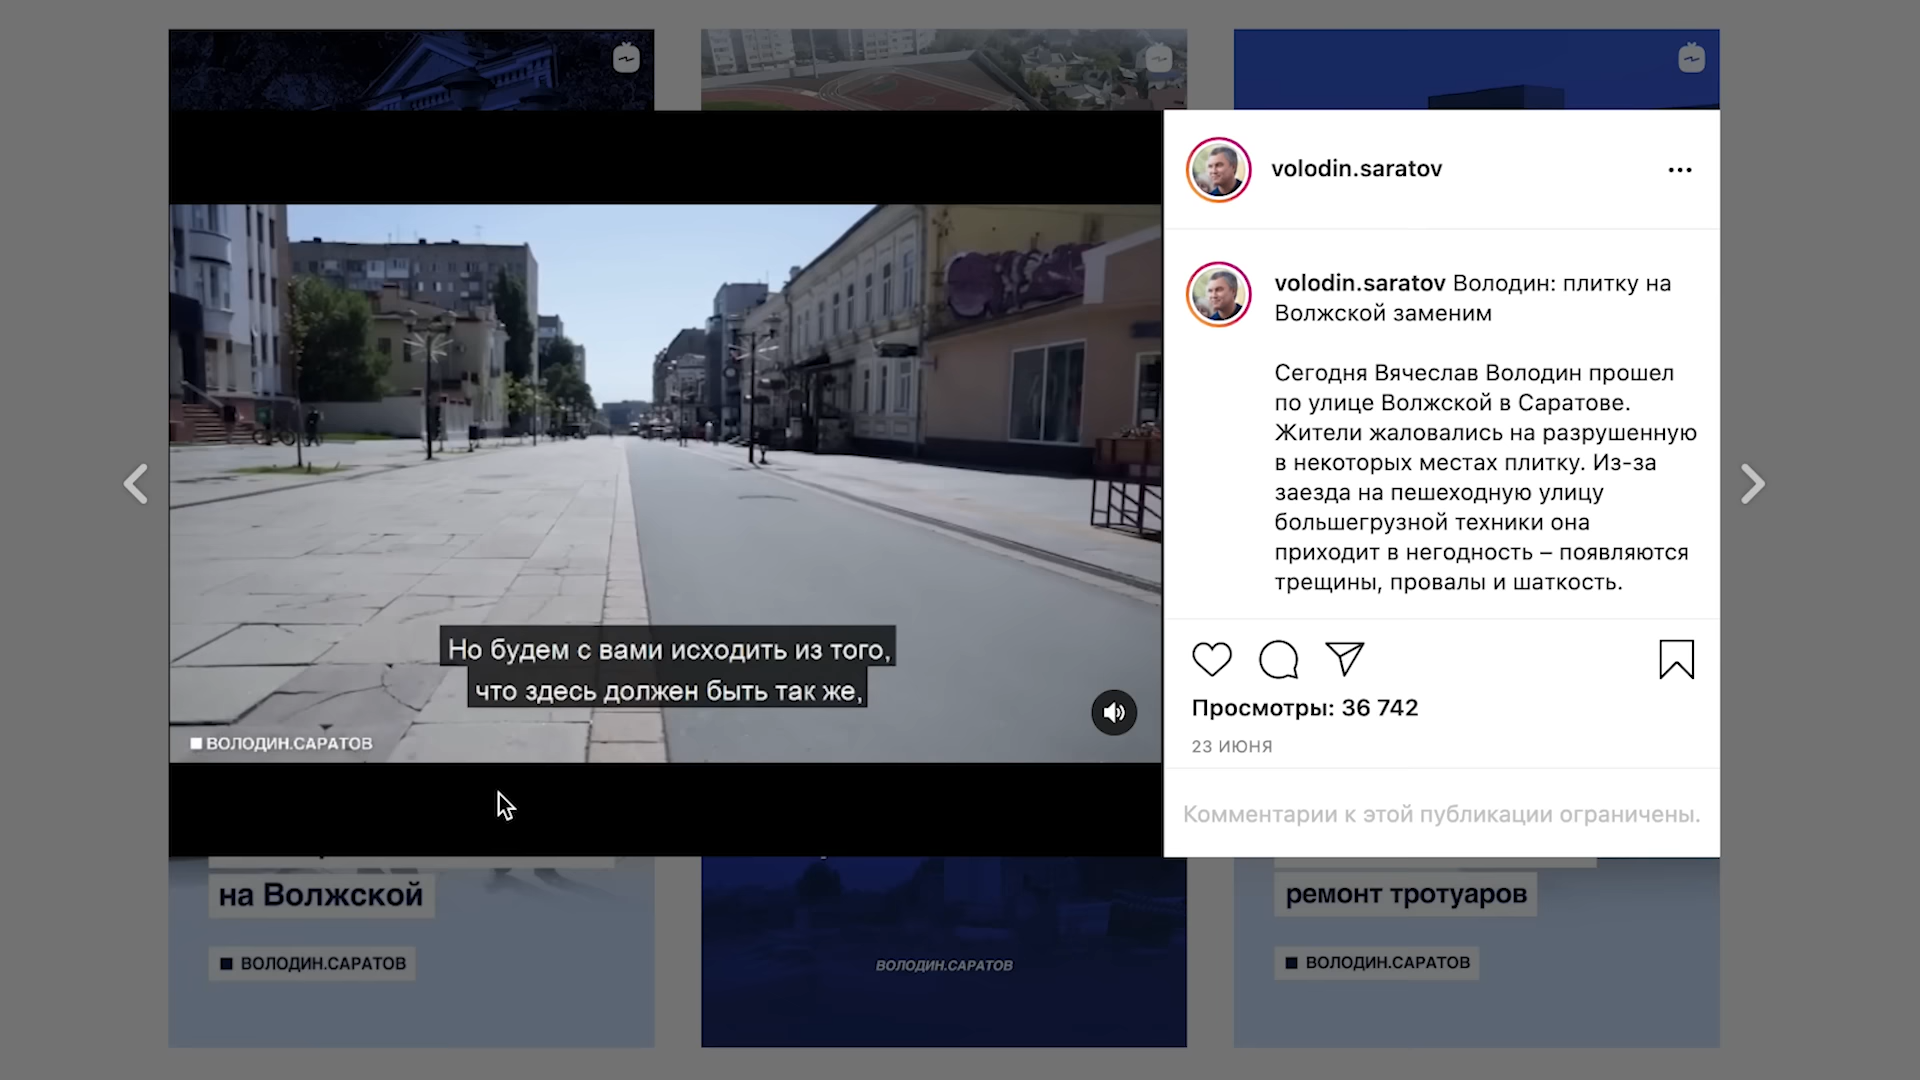 volodin.saratov
volodin.saratov Володин: плитку на
Волжской заменим
Сегодня Вячеслав Володин прошел
по улице Волжской в Саратове.
Жители жаловались на разрушенную
в некоторых местах плитку. Из-за
заезда на пешеходную улицу
большегрузной техники она
приходит в негодность – появляются
трещины, провалы и шаткость.
Но будем с вами исходить из того,
что здесь должен быть так же,
ВОЛОДИН.САРАТОВ
Просмотры: 36 742
23 ИЮНЯ
Комментарии к этой публикации ограничены.
на Волжской
ВОЛОДИН.САРАТОВ
ВОЛОДИН.САРАТОВ
ремонт тротуаров
ВОЛОДИН.САРАТОВ